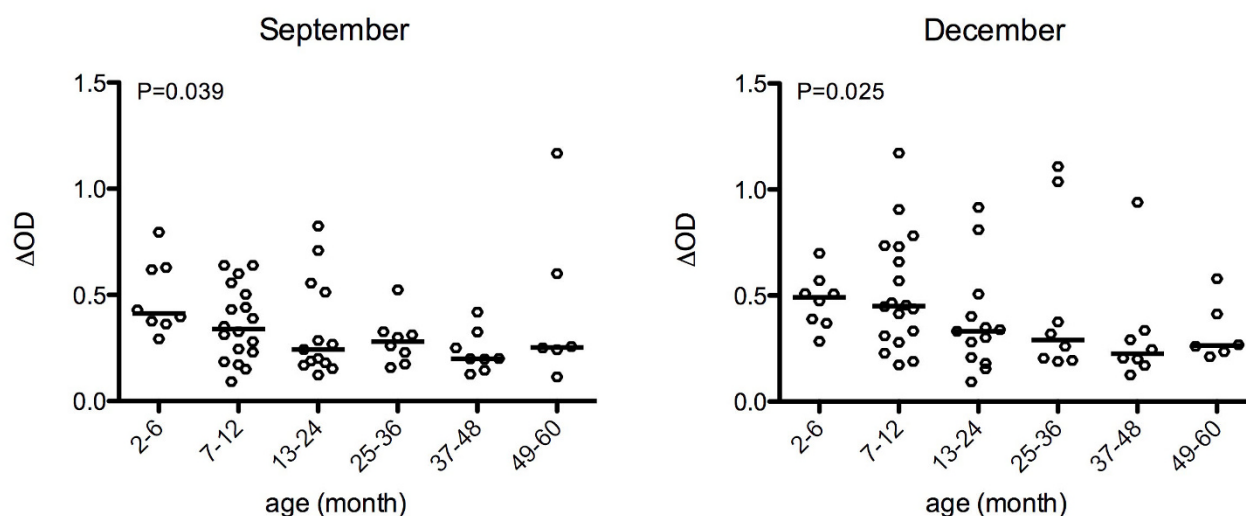 September
1.5
P=0.039
1.0
ΔOD
0.5
0.0
2-6
7-12
13-24
25-36
37-48
49-60
age (month)
December
1.5
P=0.025
1.0
ΔOD
0.5
0.0
2-6
7-12
13-24
25-36
37-48
49-60
age (month)